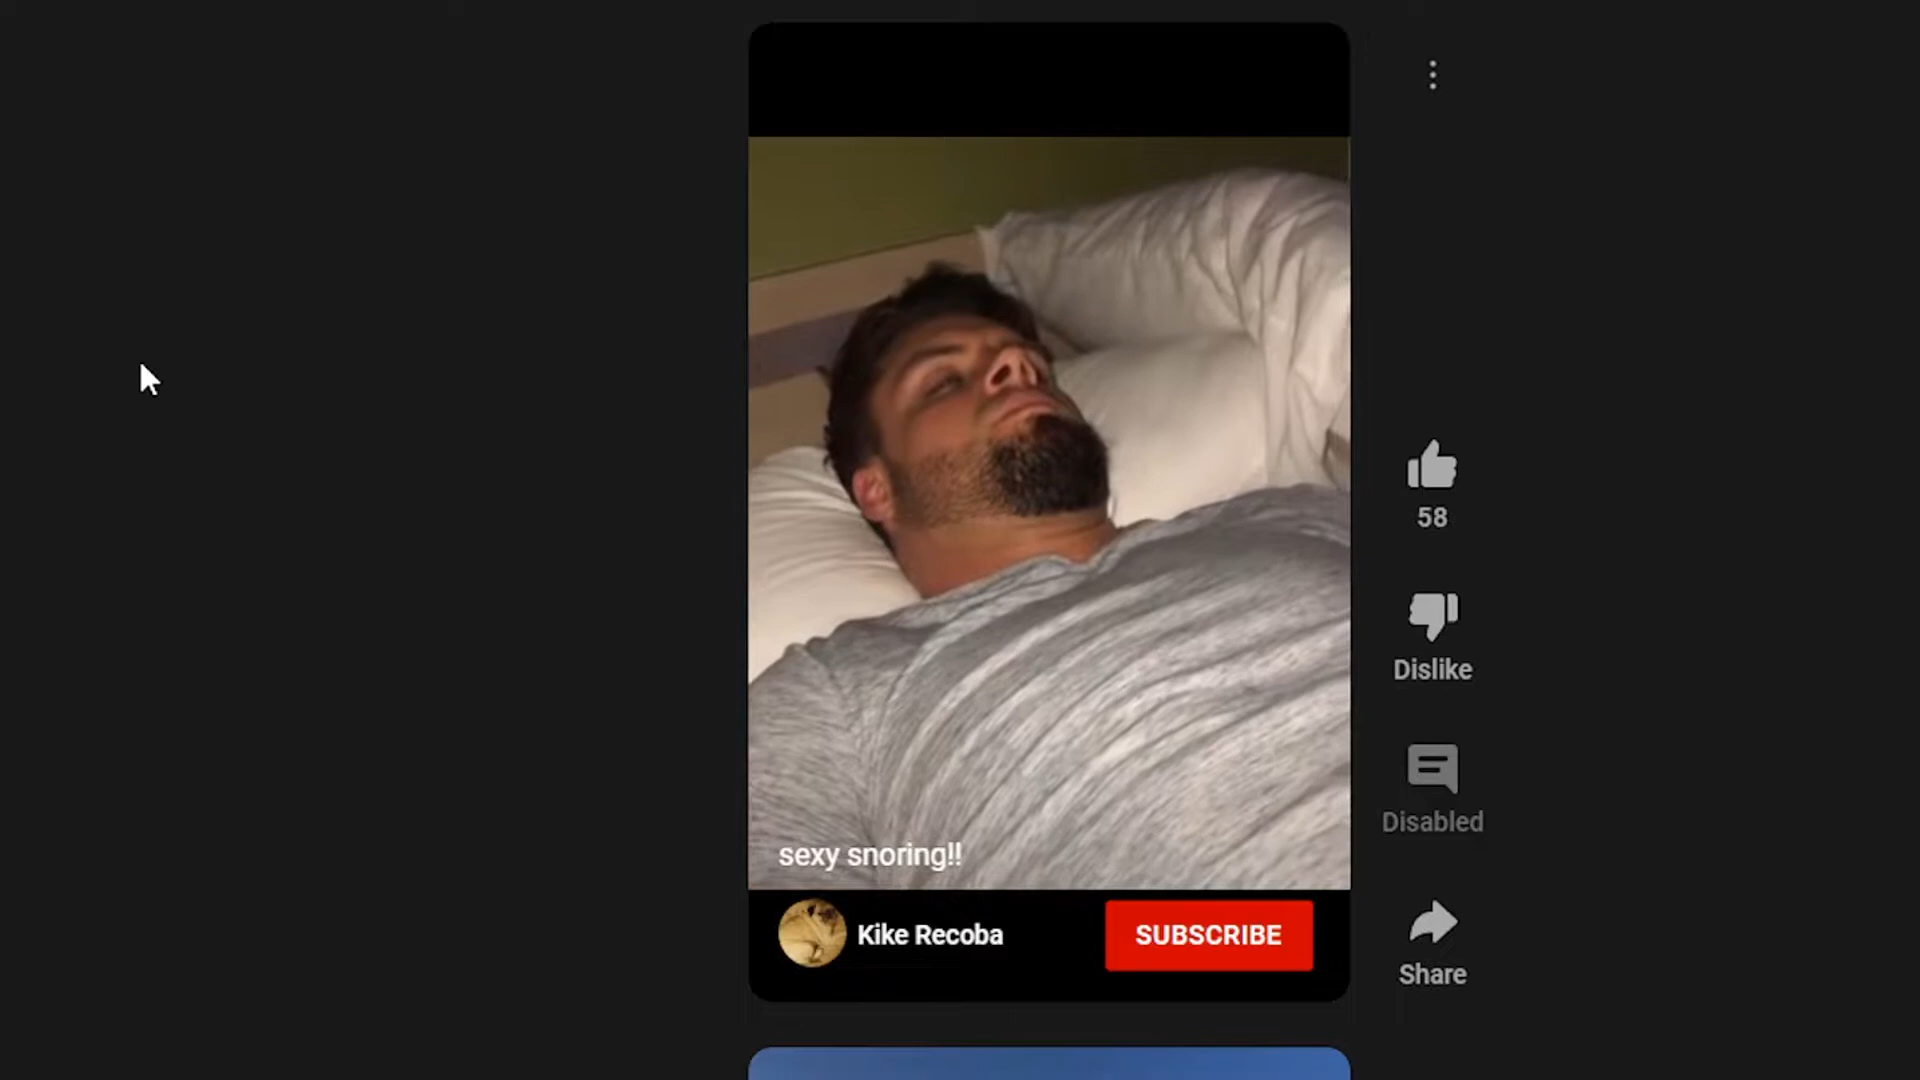 58
Dislike
Disabled
sexy snoring!!
Kike Recoba
SUBSCRIBE
Share